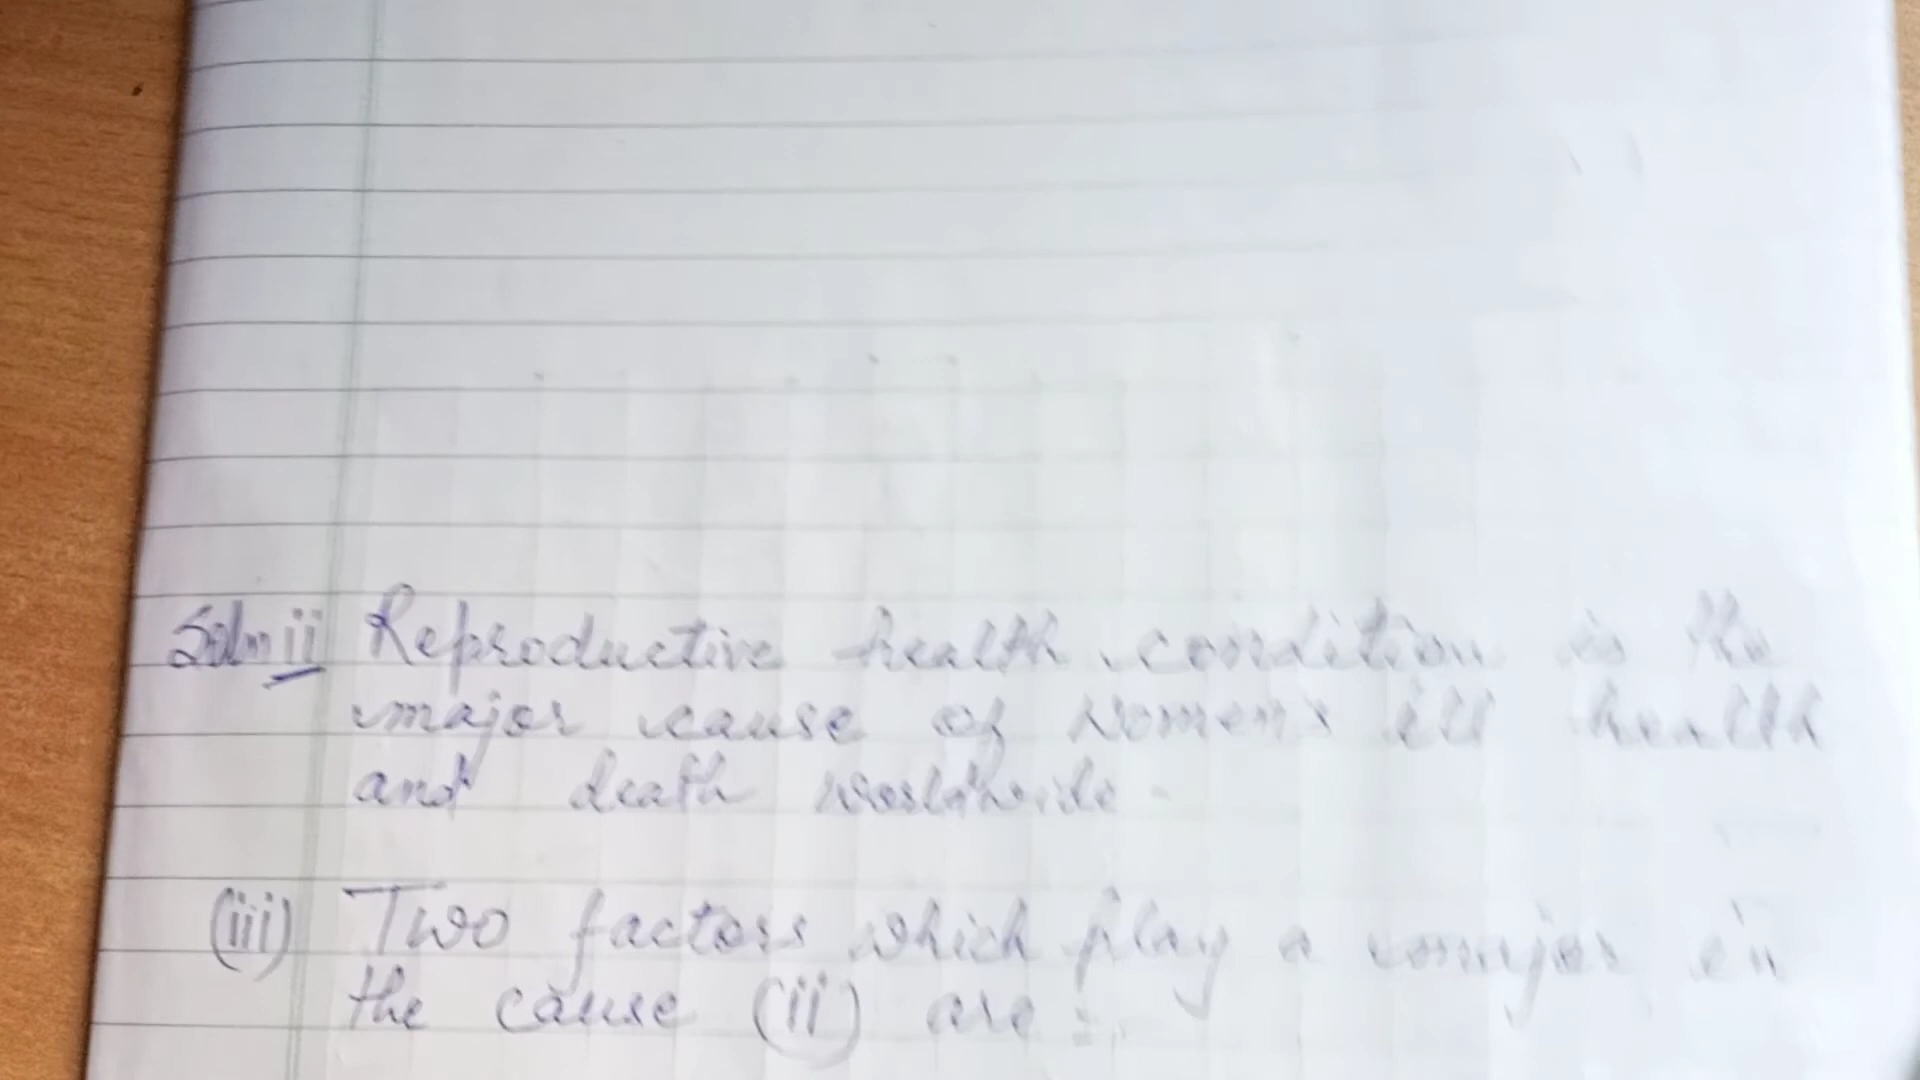 Soln ii Reproductive health condition is the
major cause of women's ill health
and death worldwide.
(iii) Two factors which play a major in
the cause (ii) are :-